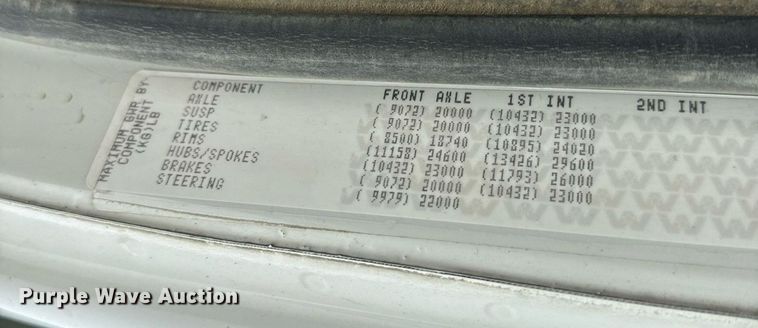 MAXIMUM GWR BY
COMPONENT
(KG)LB
COMPONENT FRONT AXLE 1ST INT 2ND INT
AXLE ( 9072) 20000 (10432) 23000
SUSP ( 9072) 20000 (10432) 23000
TIRES ( 8500) 18740 (10895) 24020
RIMS (11158) 24600 (13426) 29600
HUBS/SPOKES (10432) 23000 (11793) 26000
BRAKES ( 9072) 20000 (10432) 23000
STEERING ( 9979) 22000
Purple Wave Auction